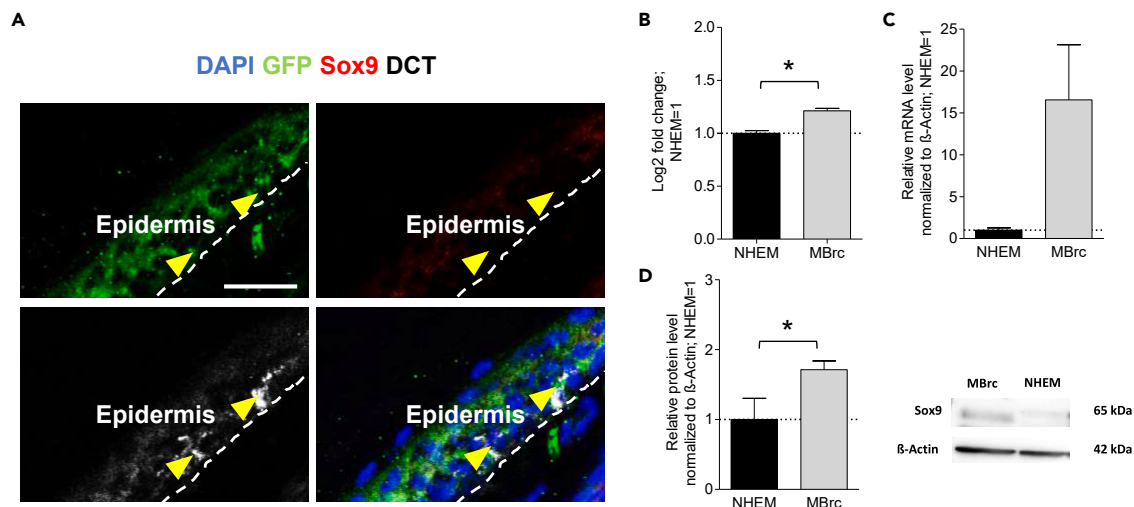 A
DAPI GFP Sox9 DCT
Epidermis
Epidermis
Epidermis
B
Log2 fold change;
NHEM=1
2.0
1.5
1.0
0.5
0.0
*
NHEM
MBrc
C
Relative mRNA level
normalized to ß-Actin; NHEM=1
25
20
15
10
5
0
NHEM
MBrc
D
Relative protein level
normalized to ß-Actin; NHEM=1
3
2
1
0
*
NHEM
MBrc
MBrc NHEM
Sox9 65 kDa
ß-Actin 42 kDa